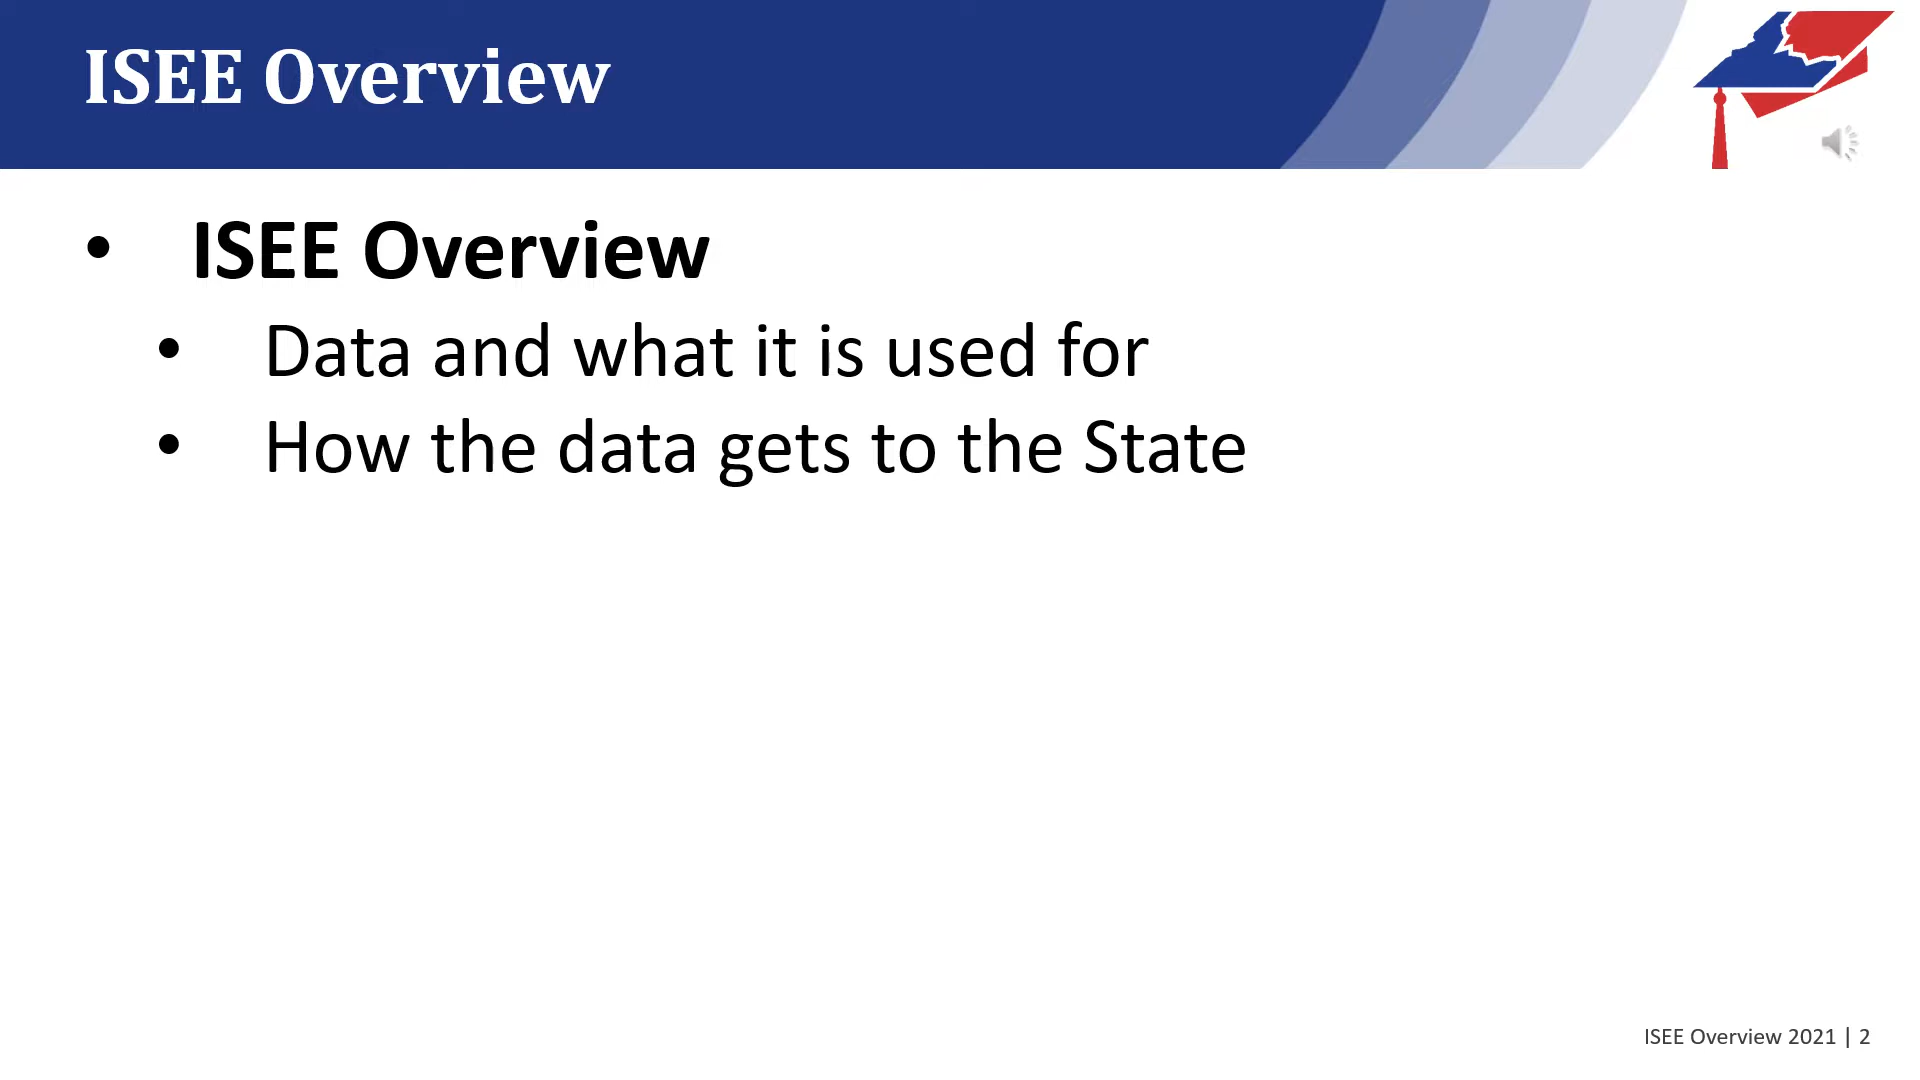 ISEE Overview
• ISEE Overview
• Data and what it is used for
• How the data gets to the State
ISEE Overview 2021 | 2